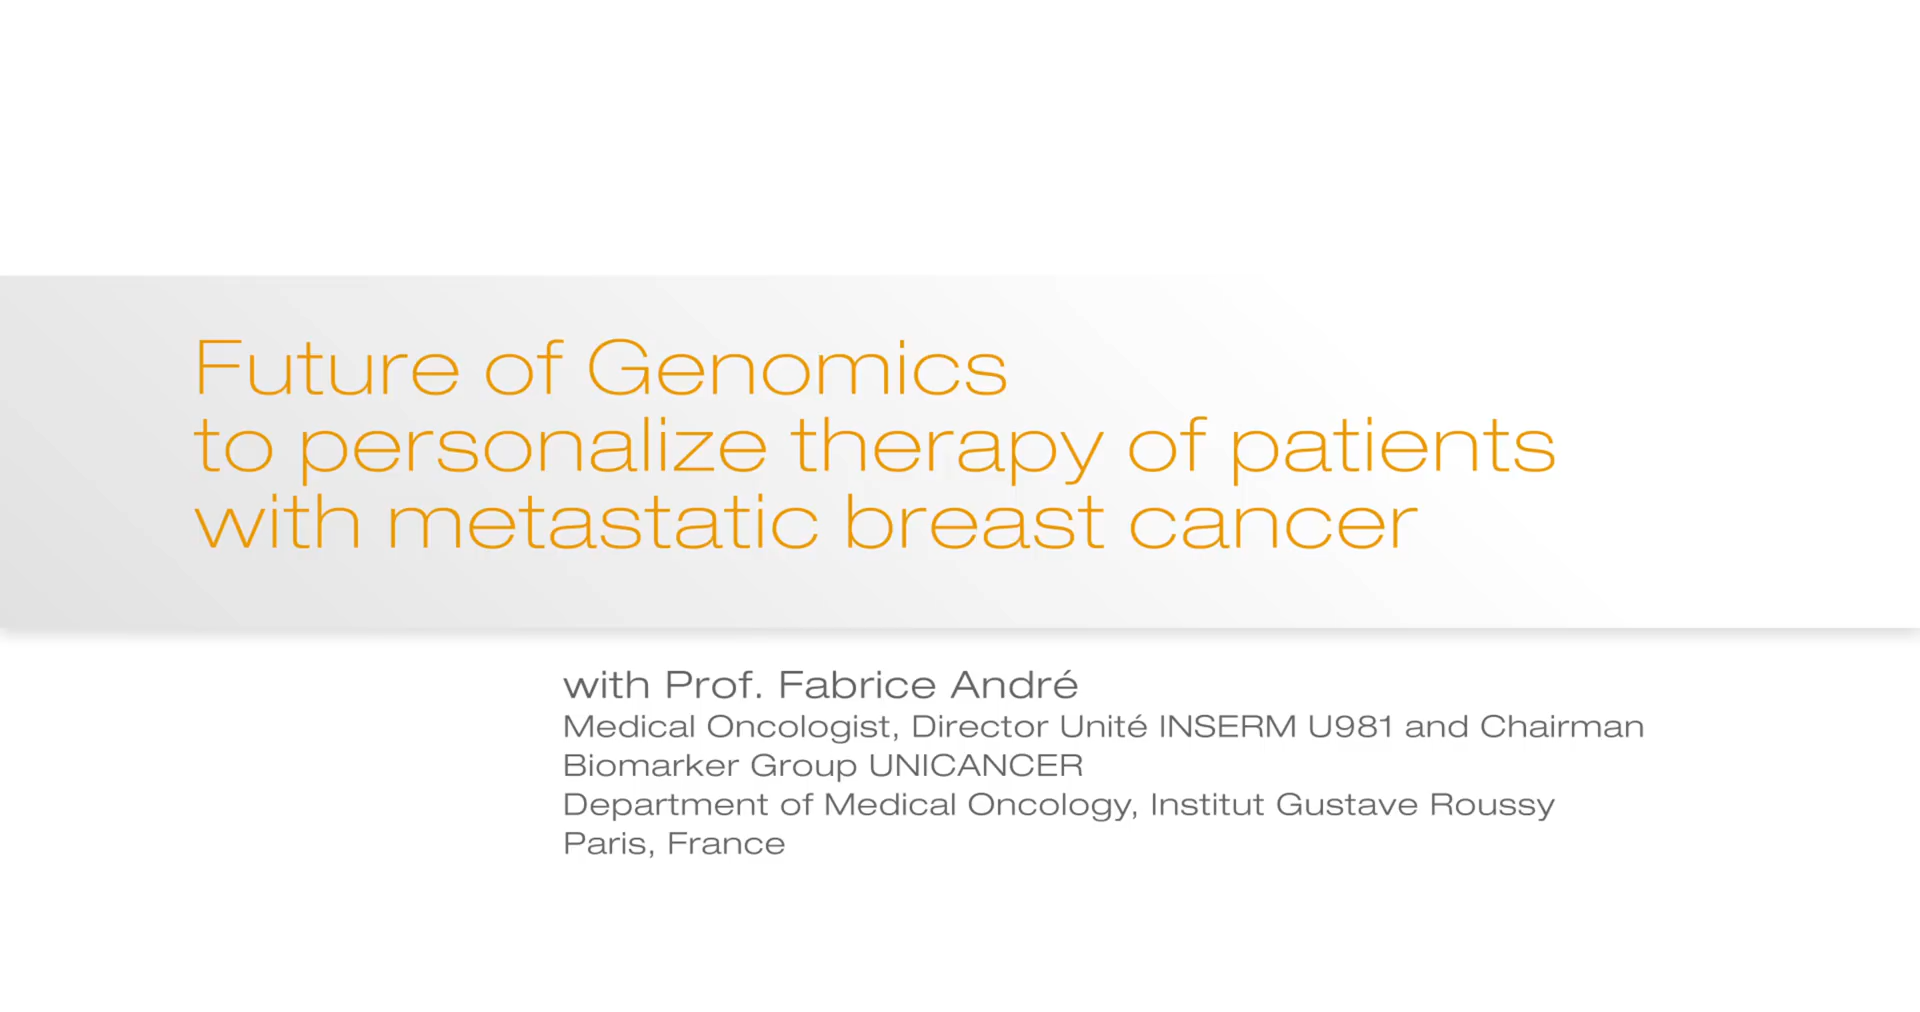 Future of Genomics
to personalize therapy of patients
with metastatic breast cancer
with Prof. Fabrice André
Medical Oncologist, Director Unité INSERM U981 and Chairman
Biomarker Group UNICANCER
Department of Medical Oncology, Institut Gustave Roussy
Paris, France